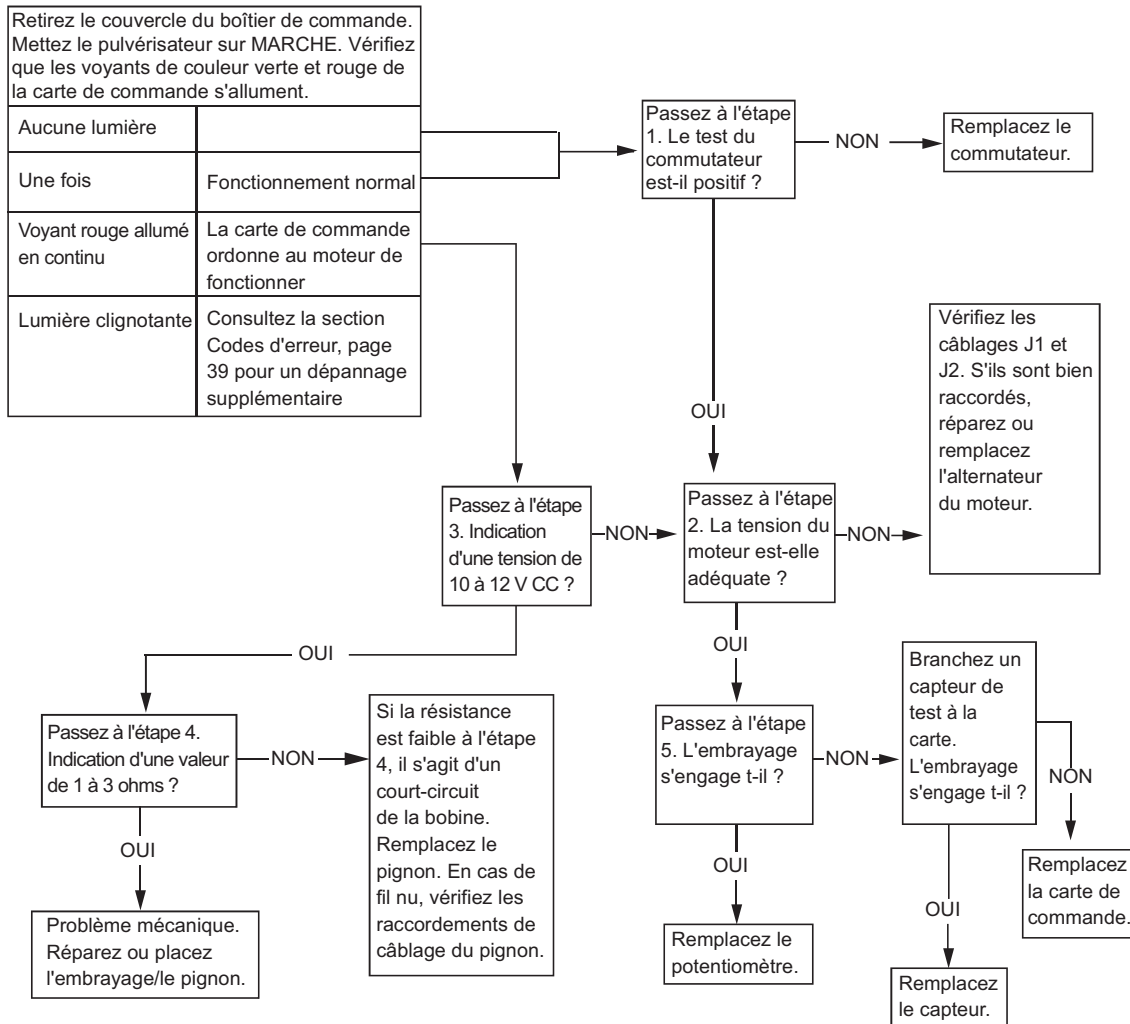 Retirez le couvercle du boîtier de commande.
Mettez le pulvérisateur sur MARCHE. Vérifiez
que les voyants de couleur verte et rouge de
la carte de commande s'allument.
Aucune lumière
Une fois
Fonctionnement normal
Voyant rouge allumé
en continu
La carte de commande
ordonne au moteur de
fonctionner
Lumière clignotante
Consultez la section
Codes d'erreur, page
39 pour un dépannage
supplémentaire
Passez à l'étape
1. Le test du
commutateur
est-il positif ?
NON
Remplacez le
commutateur.
OUI
Passez à l'étape
3. Indication
d'une tension de
10 à 12 V CC ?
NON
Passez à l'étape
2. La tension du
moteur est-elle
adéquate ?
NON
Vérifiez les
câblages J1 et
J2. S'ils sont bien
raccordés,
réparez ou
remplacez
l'alternateur
du moteur.
OUI
OUI
Passez à l'étape 4.
Indication d'une valeur
de 1 à 3 ohms ?
NON
Si la résistance
est faible à l'étape
4, il s'agit d'un
court-circuit
de la bobine.
Remplacez le
pignon. En cas de
fil nu, vérifiez les
raccordements de
câblage du pignon.
Passez à l'étape
5. L'embrayage
s'engage t-il ?
NON
Branchez un
capteur de
test à la
carte.
L'embrayage
s'engage t-il ?
NON
OUI
OUI
OUI
Problème mécanique.
Réparez ou placez
l'embrayage/le pignon.
Remplacez le
potentiomètre.
Remplacez
la carte de
commande.
Remplacez
le capteur.